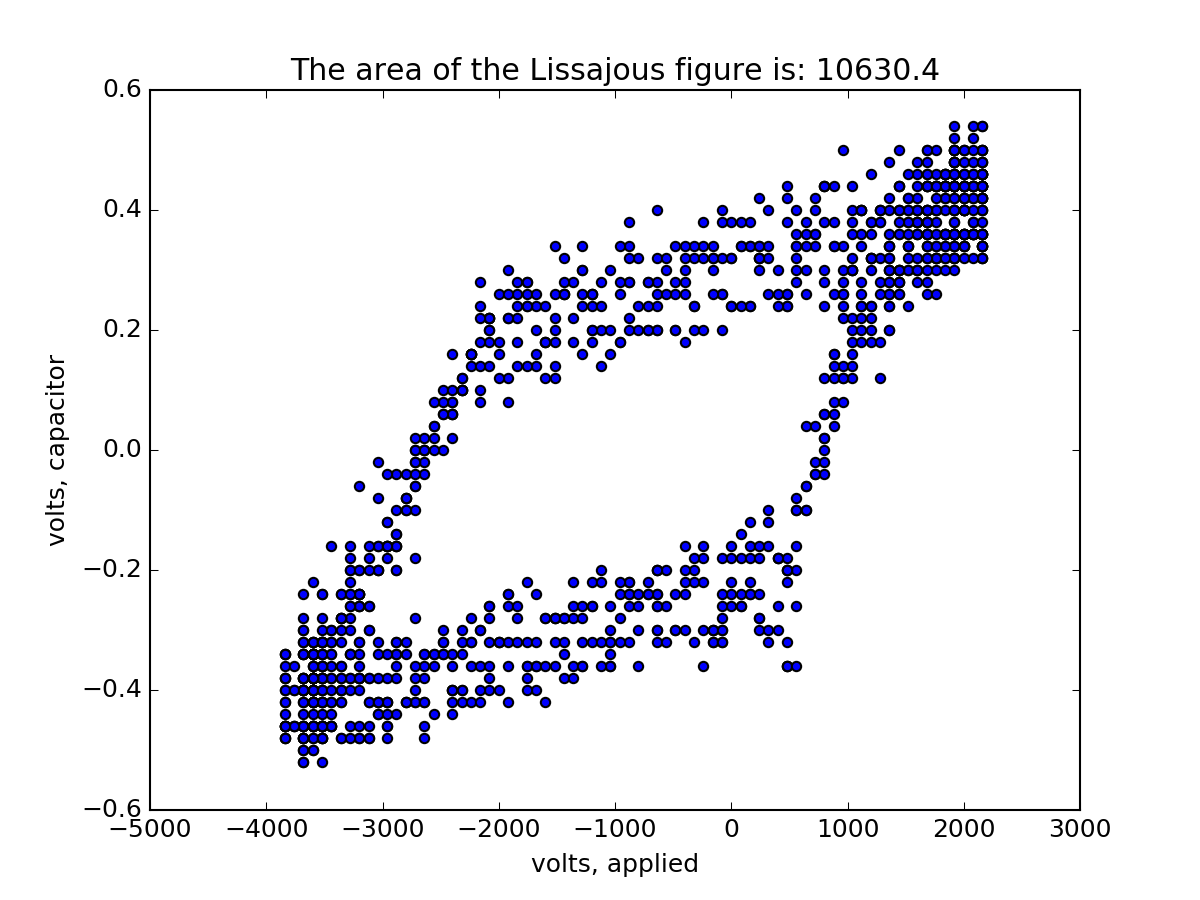 The area of the Lissajous figure is: 10630.4
0.6
0.4
0.2
0.0
−0.2
−0.4
−0.6
volts, capacitor
−5000 −4000 −3000 −2000 −1000 0 1000 2000 3000
volts, applied